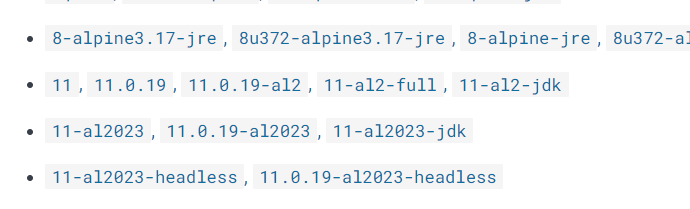 8-alpine3.17-jre, 8u372-alpine3.17-jre, 8-alpine-jre, 8u372-al
11, 11.0.19, 11.0.19-al2, 11-al2-full, 11-al2-jdk
11-al2023, 11.0.19-al2023, 11-al2023-jdk
11-al2023-headless, 11.0.19-al2023-headless